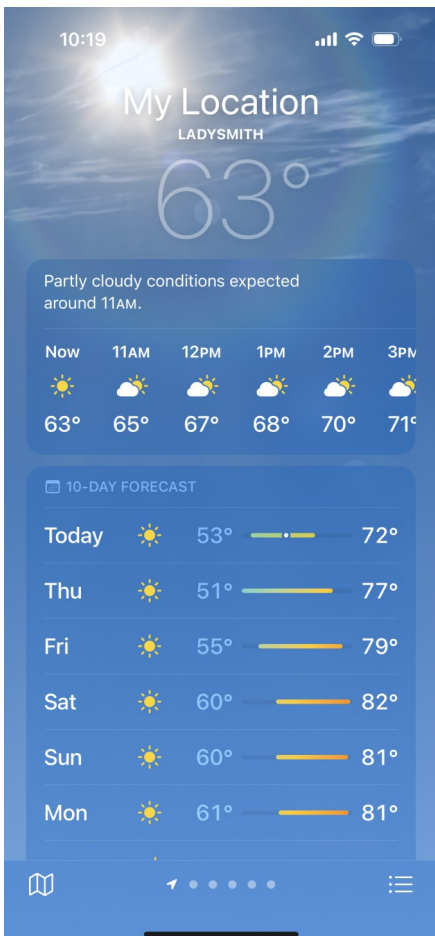 10:19
My Location
LADYSMITH
63°
Partly cloudy conditions expected
around 11AM.
Now 11AM 12PM 1PM 2PM 3PM
63° 65° 67° 68° 70° 71°
10-DAY FORECAST
Today 53° 72°
Thu 51° 77°
Fri 55° 79°
Sat 60° 82°
Sun 60° 81°
Mon 61° 81°